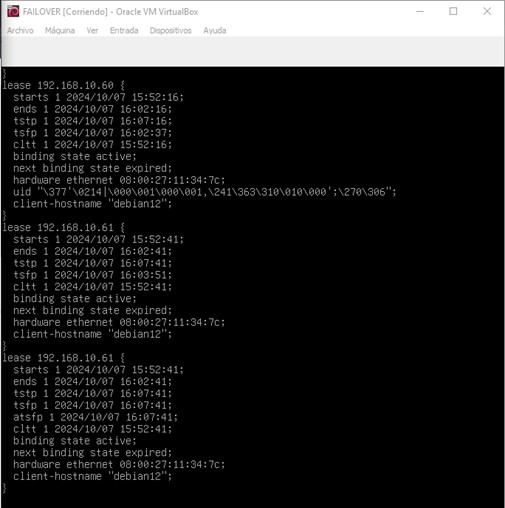 FAILOVER [Corriendo] - Oracle VM VirtualBox
Archivo Máquina Ver Entrada Dispositivos Ayuda
}
lease 192.168.10.60 {
  starts 1 2024/10/07 15:52:16;
  ends 1 2024/10/07 16:02:16;
  tstp 1 2024/10/07 16:07:16;
  tsfp 1 2024/10/07 16:02:37;
  cltt 1 2024/10/07 15:52:16;
  binding state active;
  next binding state expired;
  hardware ethernet 08:00:27:11:34:7c;
  uid "\377'\0214|\000\001\000\001,\241\363\310\010\000';\270\306";
  client-hostname "debian12";
}
lease 192.168.10.61 {
  starts 1 2024/10/07 15:52:41;
  ends 1 2024/10/07 16:02:41;
  tstp 1 2024/10/07 16:07:41;
  tsfp 1 2024/10/07 16:03:51;
  cltt 1 2024/10/07 15:52:41;
  binding state active;
  next binding state expired;
  hardware ethernet 08:00:27:11:34:7c;
  client-hostname "debian12";
}
lease 192.168.10.61 {
  starts 1 2024/10/07 15:52:41;
  ends 1 2024/10/07 16:02:41;
  tstp 1 2024/10/07 16:07:41;
  tsfp 1 2024/10/07 16:07:41;
  atsfp 1 2024/10/07 16:07:41;
  cltt 1 2024/10/07 15:52:41;
  binding state active;
  next binding state expired;
  hardware ethernet 08:00:27:11:34:7c;
  client-hostname "debian12";
}